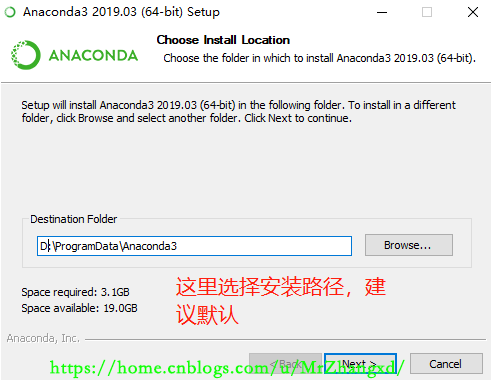 Anaconda3 2019.03 (64-bit) Setup
ANACONDA
Choose Install Location
Choose the folder in which to install Anaconda3 2019.03 (64-bit).
Setup will install Anaconda3 2019.03 (64-bit) in the following folder. To install in a different
folder, click Browse and select another folder. Click Next to continue.
Destination Folder
D:\ProgramData\Anaconda3
Browse...
Space required: 3.1GB
Space available: 19.0GB
这里选择安装路径，建
议默认
Anaconda, Inc.
< Back
Next >
Cancel
https://home.cnblogs.com/u/MrZhangxd/